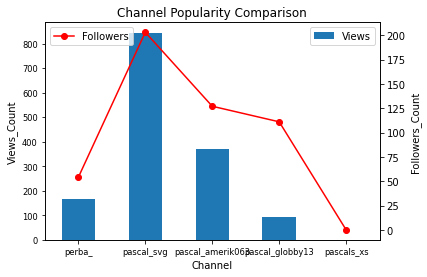 Channel Popularity Comparison
Followers
Views
800
700
600
500
400
300
200
100
0
Views_Count
200
175
150
125
100
75
50
25
0
Followers_Count
perba_ pascal_svg pascal_amerik063 pascal_globby13 pascals_xs
Channel